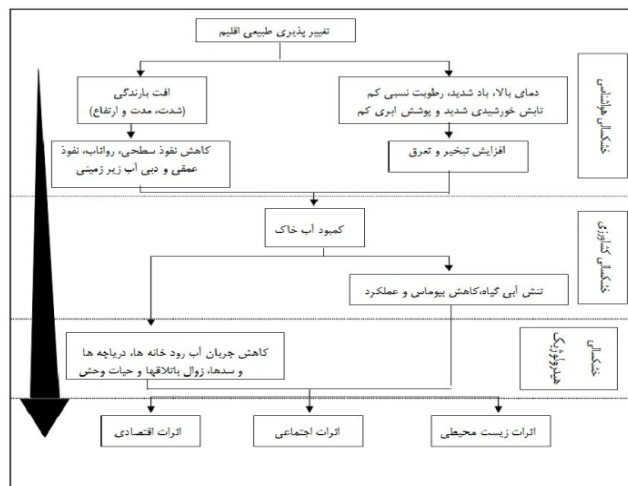 تغییر پذیری طبیعی اقلیم
دمای بالا، باد شدید، رطوبت نسبی کم
تابش خورشیدی شدید و پوشش ابری کم
افت بارندگی
(شدت، مدت و ارتفاع)
خشکسالی هواشناسی
افزایش تبخیر و تعرق
کاهش نفوذ سطحی، رواناب، نفوذ
عمقی و دبی آب زیر زمینی
کمبود آب خاک
خشکسالی کشاورزی
تنش آبی گیاه،کاهش بیوماس و عملکرد
خشکسالی
هیدرولوژیک
کاهش جریان آب رود خانه ها، دریاچه ها
و سدها، زوال باتلاقها و حیات وحش
اثرات زیست محیطی
اثرات اجتماعی
اثرات اقتصادی